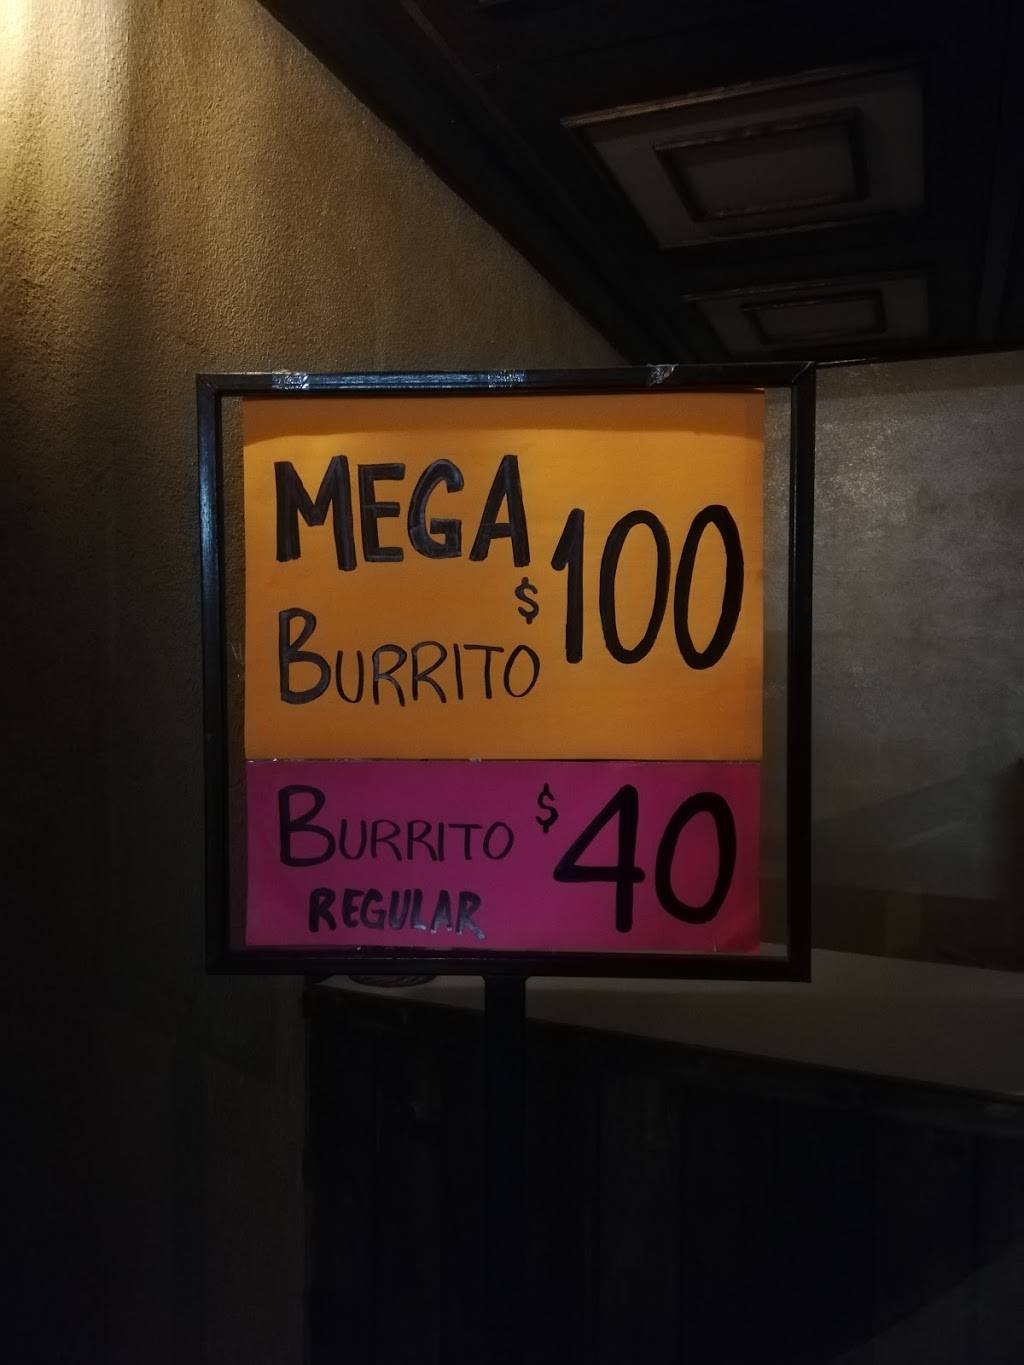 MEGA
BURRITO $100
BURRITO $40
REGULAR